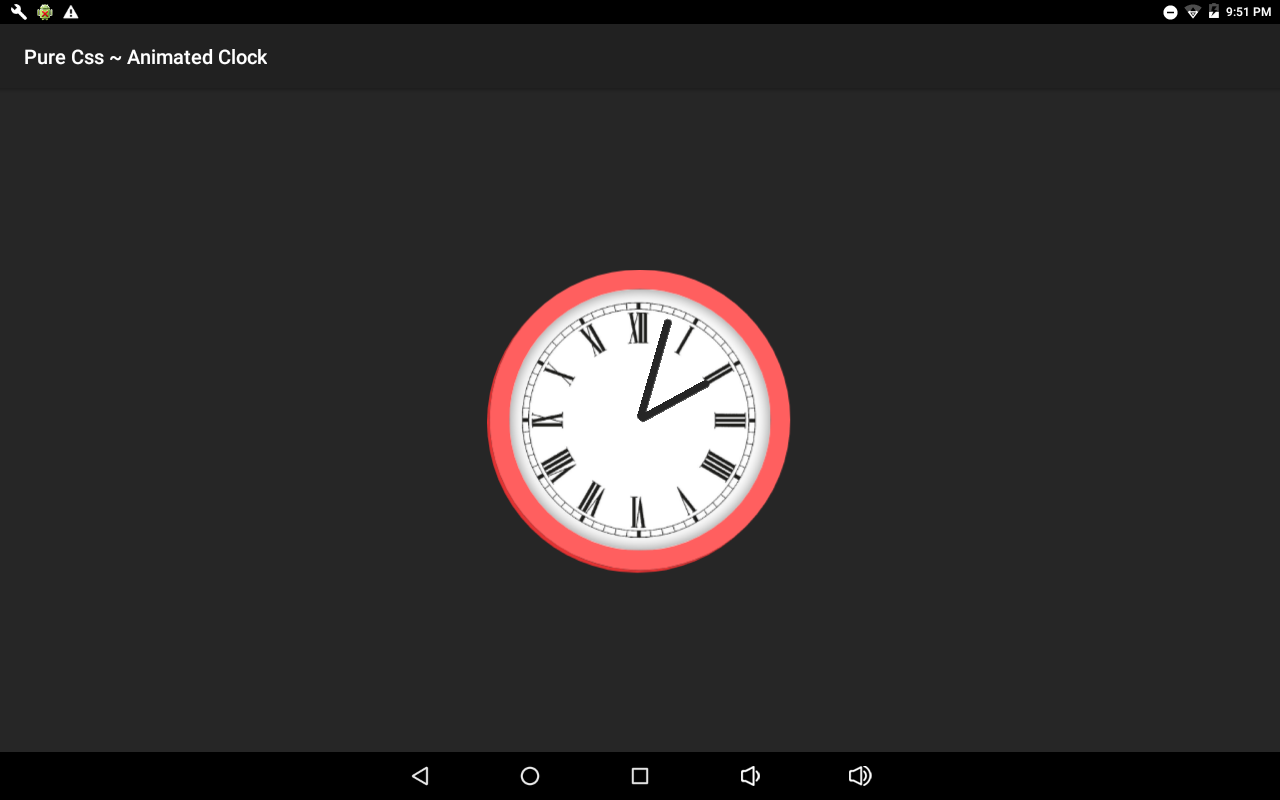 9:51 PM
Pure Css ~ Animated Clock
XII
I
II
III
IIII
V
VI
VII
VIII
IX
X
XI